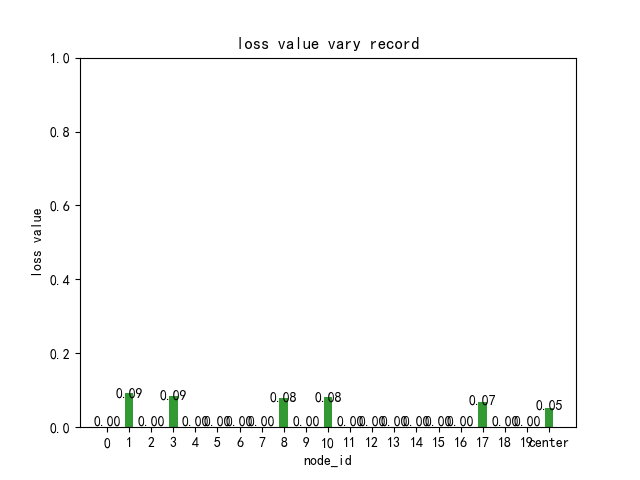 loss value vary record
1.0
0.8
0.6
0.4
0.2
0.0
loss value
0.00 0.09 0.00 0.09 0.00 0.00 0.00 0.00 0.08 0.00 0.08 0.00 0.00 0.00 0.00 0.00 0.00 0.07 0.00 0.00 0.05
0 1 2 3 4 5 6 7 8 9 10 11 12 13 14 15 16 17 18 19 center
node_id